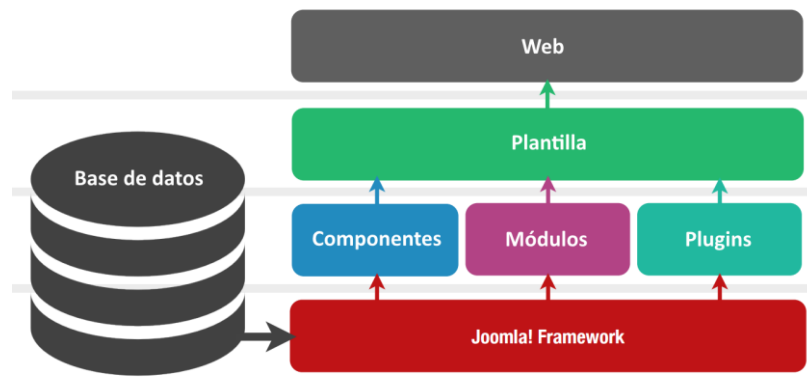 Web
Plantilla
Base de datos
Componentes
Módulos
Plugins
Joomla! Framework